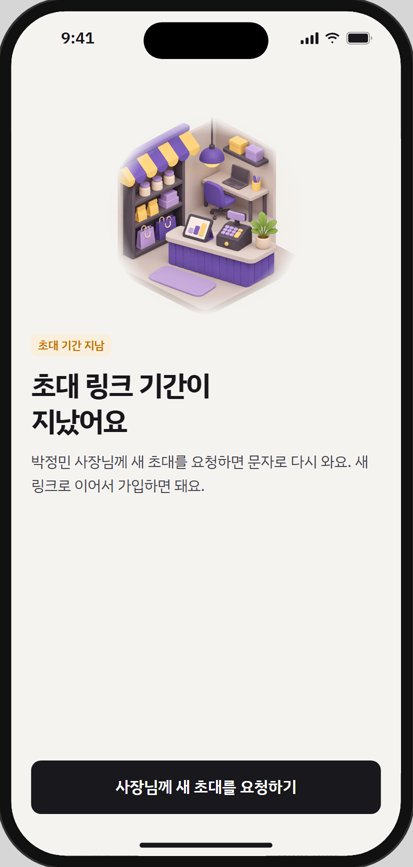 9:41
초대 기간 지남
초대 링크 기간이
지났어요
박정민 사장님께 새 초대를 요청하면 문자로 다시 와요. 새
링크로 이어서 가입하면 돼요.
사장님께 새 초대를 요청하기